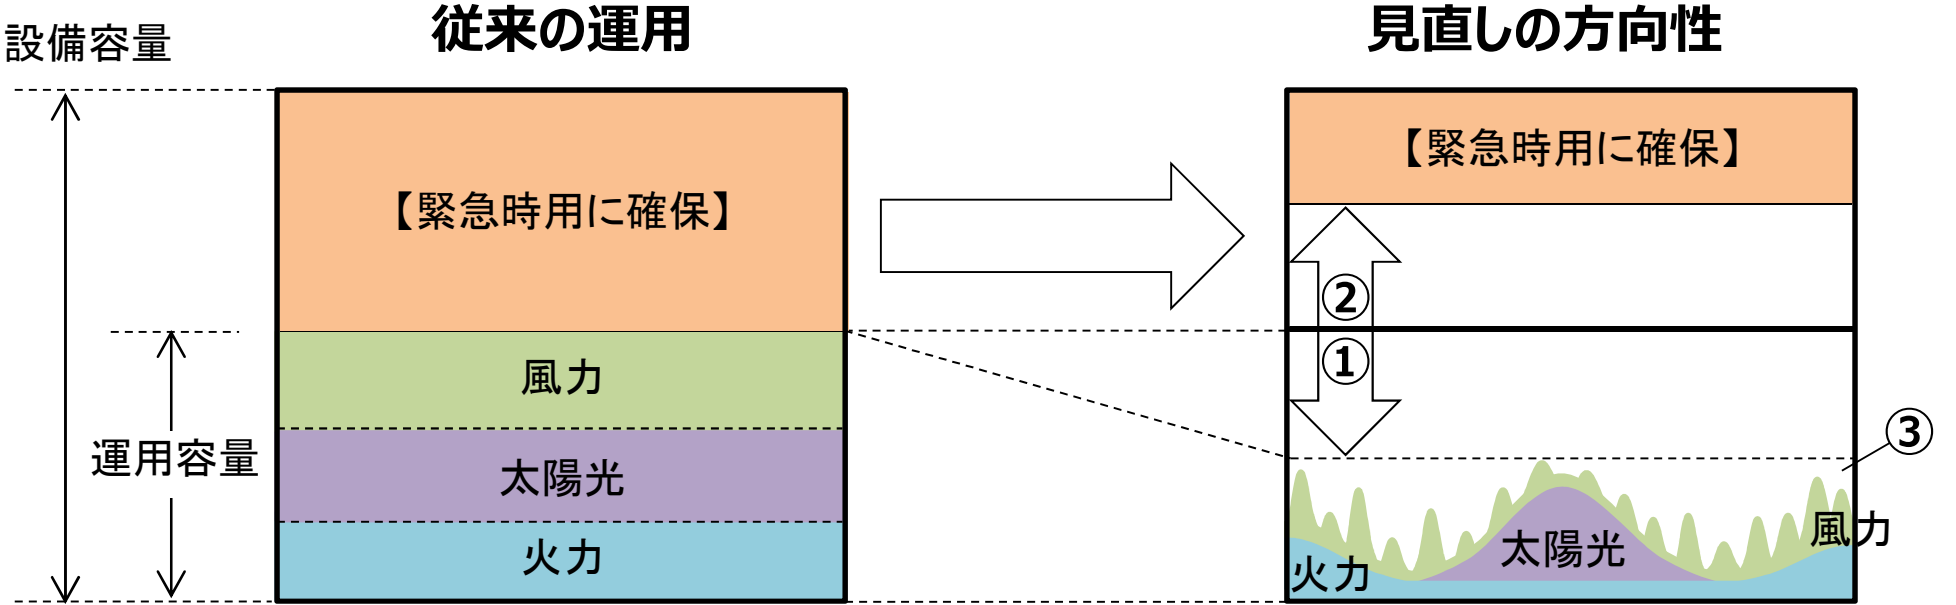 従来の運用
見直しの方向性
設備容量
【緊急時用に確保】
【緊急時用に確保】
②
①
風力
③
運用容量
太陽光
風力
太陽光
火力
火力